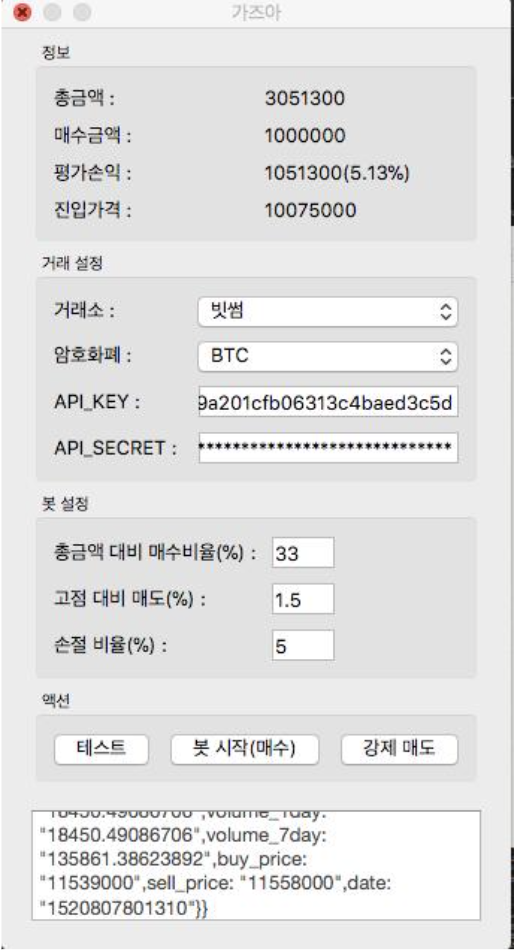 가즈아
정보
총금액 : 3051300
매수금액 : 1000000
평가손익 : 1051300(5.13%)
진입가격 : 10075000
거래 설정
거래소 : 빗썸
암호화폐 : BTC
API_KEY : 9a201cfb06313c4baed3c5d
API_SECRET : ****************************
봇 설정
총금액 대비 매수비율(%) : 33
고점 대비 매도(%) : 1.5
손절 비율(%) : 5
액션
테스트 봇 시작(매수) 강제 매도
"18450.49086706",volume_1day:
"18450.49086706",volume_7day:
"135861.38623892",buy_price:
"11539000",sell_price: "11558000",date:
"1520807801310"}}